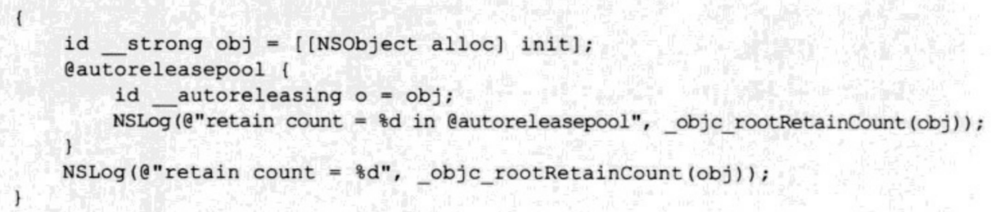 {
    id __strong obj = [[NSObject alloc] init];
    @autoreleasepool {
        id __autoreleasing o = obj;
        NSLog(@"retain count = %d in @autoreleasepool", _objc_rootRetainCount(obj));
    }
    NSLog(@"retain count = %d", _objc_rootRetainCount(obj));
}